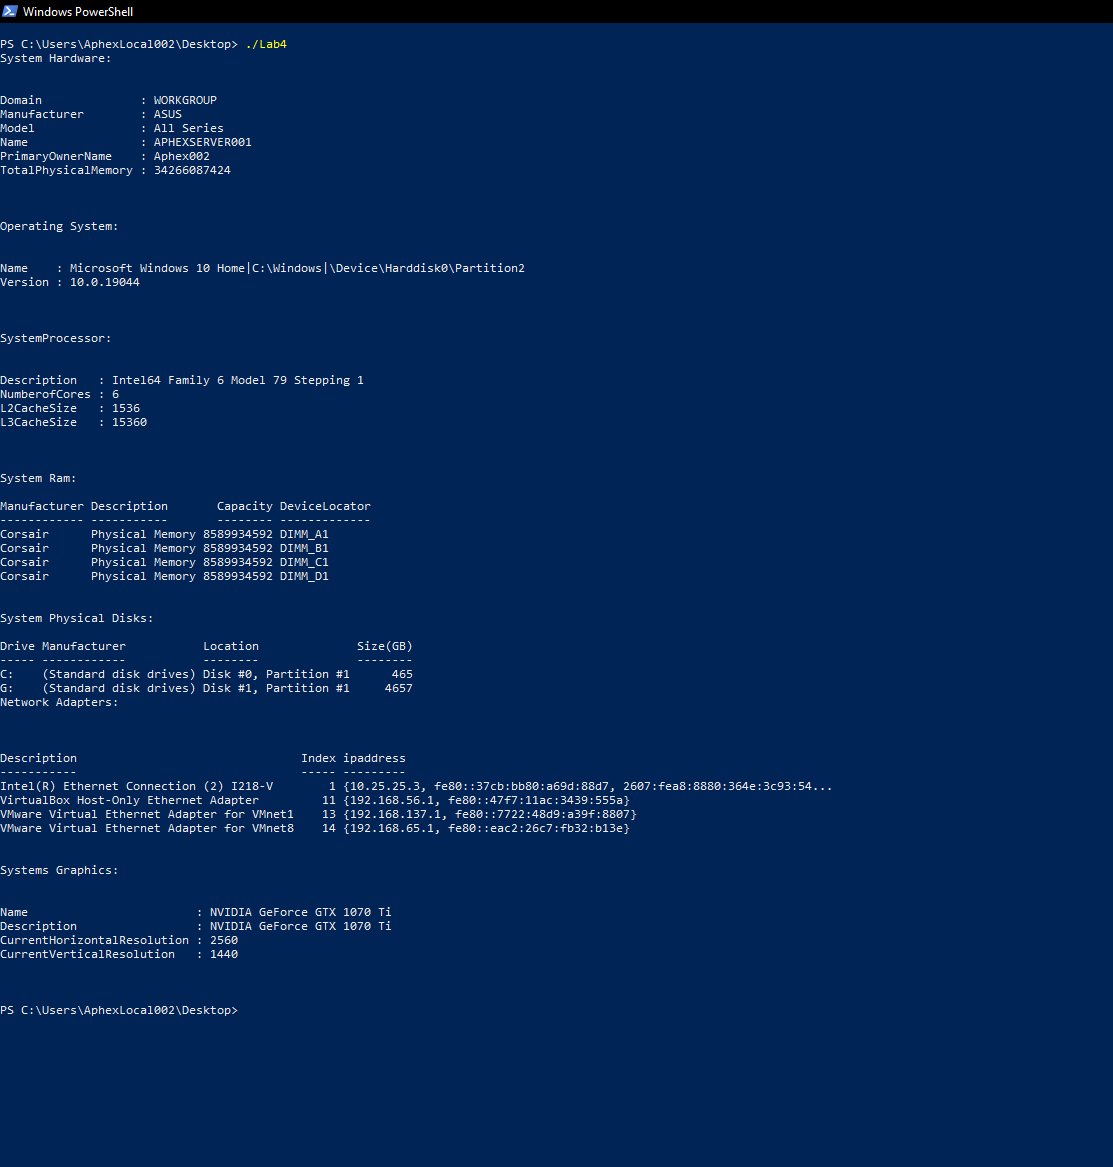 Windows PowerShell
PS C:\Users\AphexLocal002\Desktop> ./Lab4
System Hardware:
Domain              : WORKGROUP
Manufacturer        : ASUS
Model               : All Series
Name                : APHEXSERVER001
PrimaryOwnerName    : Aphex002
TotalPhysicalMemory : 34266087424
Operating System:
Name    : Microsoft Windows 10 Home|C:\Windows|\Device\Harddisk0\Partition2
Version : 10.0.19044
SystemProcessor:
Description   : Intel64 Family 6 Model 79 Stepping 1
NumberofCores : 6
L2CacheSize   : 1536
L3CacheSize   : 15360
System Ram:
Manufacturer Description       Capacity DeviceLocator
------------ -----------       -------- -------------
Corsair      Physical Memory 8589934592 DIMM_A1
Corsair      Physical Memory 8589934592 DIMM_B1
Corsair      Physical Memory 8589934592 DIMM_C1
Corsair      Physical Memory 8589934592 DIMM_D1
System Physical Disks:
Drive Manufacturer           Location              Size(GB)
----- ------------           --------              --------
C:    (Standard disk drives) Disk #0, Partition #1      465
G:    (Standard disk drives) Disk #1, Partition #1     4657
Network Adapters:
Description                                Index ipaddress
-----------                                ----- ---------
Intel(R) Ethernet Connection (2) I218-V        1 {10.25.25.3, fe80::37cb:bb80:a69d:88d7, 2607:fea8:8880:364e:3c93:54...
VirtualBox Host-Only Ethernet Adapter         11 {192.168.56.1, fe80::47f7:11ac:3439:555a}
VMware Virtual Ethernet Adapter for VMnet1    13 {192.168.137.1, fe80::7722:48d9:a39f:8807}
VMware Virtual Ethernet Adapter for VMnet8    14 {192.168.65.1, fe80::eac2:26c7:fb32:b13e}
Systems Graphics:
Name                        : NVIDIA GeForce GTX 1070 Ti
Description                 : NVIDIA GeForce GTX 1070 Ti
CurrentHorizontalResolution : 2560
CurrentVerticalResolution   : 1440
PS C:\Users\AphexLocal002\Desktop>